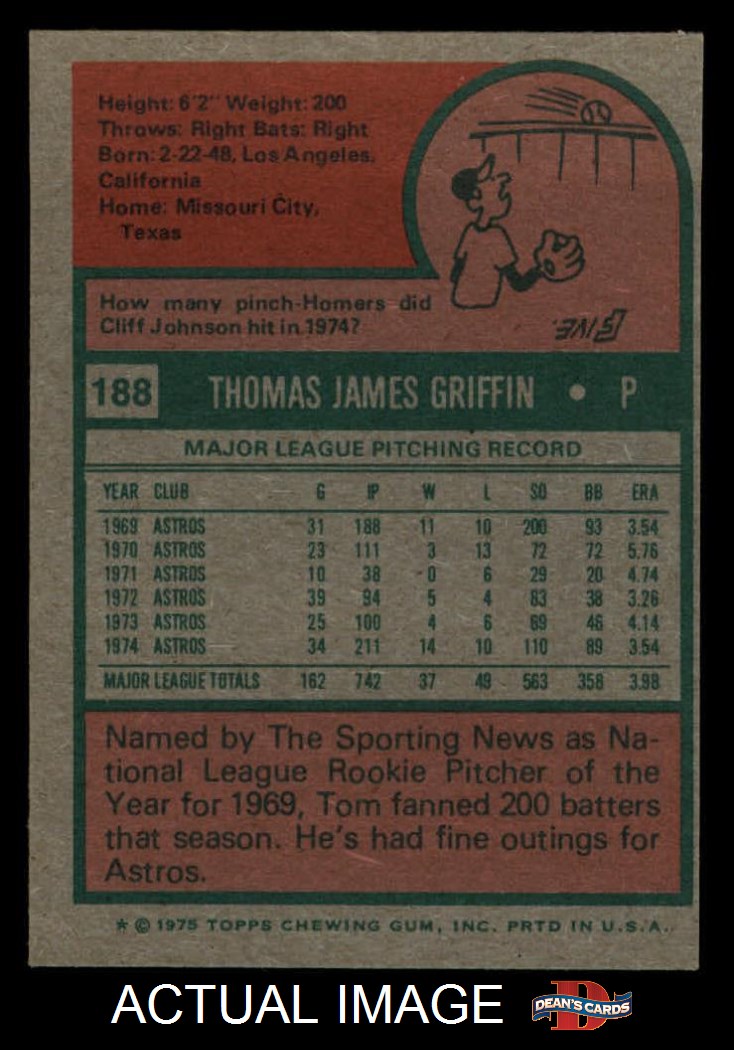 Height: 6'2" Weight: 200
Throws: Right Bats: Right
Born: 2-22-48, Los Angeles,
California
Home: Missouri City,
Texas
How many pinch-Homers did
Cliff Johnson hit in 1974?
FIVE.
188 THOMAS JAMES GRIFFIN • P
MAJOR LEAGUE PITCHING RECORD
YEAR CLUB G IP W L SO BB ERA
1969 ASTROS 31 188 11 10 200 93 3.54
1970 ASTROS 23 111 3 13 72 72 5.76
1971 ASTROS 10 38 0 6 29 20 4.74
1972 ASTROS 39 94 5 4 83 38 3.26
1973 ASTROS 25 100 4 6 69 46 4.14
1974 ASTROS 34 211 14 10 110 89 3.54
MAJOR LEAGUE TOTALS 162 742 37 49 563 358 3.98
Named by The Sporting News as Na-
tional League Rookie Pitcher of the
Year for 1969, Tom fanned 200 batters
that season. He's had fine outings for
Astros.
* © 1975 TOPPS CHEWING GUM, INC. PRTD IN U.S.A.
ACTUAL IMAGE
D
DEAN'S CARDS